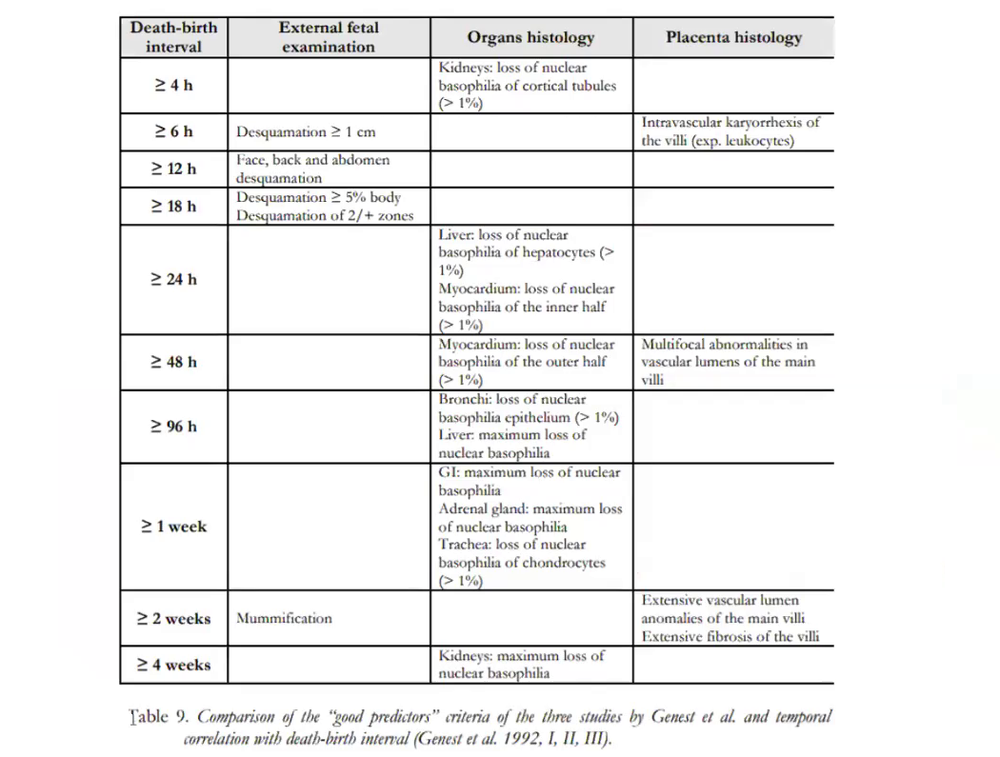 Death-birth interval
External fetal examination
Organs histology
Placenta histology
≥ 4 h
Kidneys: loss of nuclear
basophilia of cortical tubules
(> 1%)
≥ 6 h
Desquamation ≥ 1 cm
Intravascular karyorrhexis of
the villi (exp. leukocytes)
≥ 12 h
Face, back and abdomen
desquamation
≥ 18 h
Desquamation ≥ 5% body
Desquamation of 2/+ zones
≥ 24 h
Liver: loss of nuclear
basophilia of hepatocytes (>
1%)
Myocardium: loss of nuclear
basophilia of the inner half
(> 1%)
≥ 48 h
Myocardium: loss of nuclear
basophilia of the outer half
(> 1%)
Multifocal abnormalities in
vascular lumens of the main
villi
≥ 96 h
Bronchi: loss of nuclear
basophilia epithelium (> 1%)
Liver: maximum loss of
nuclear basophilia
≥ 1 week
GI: maximum loss of nuclear
basophilia
Adrenal gland: maximum loss
of nuclear basophilia
Trachea: loss of nuclear
basophilia of chondrocytes
(> 1%)
≥ 2 weeks
Mummification
Extensive vascular lumen
anomalies of the main villi
Extensive fibrosis of the villi
≥ 4 weeks
Kidneys: maximum loss of
nuclear basophilia
Table 9. Comparison of the “good predictors” criteria of the three studies by Genest et al. and temporal
correlation with death-birth interval (Genest et al. 1992, I, II, III).